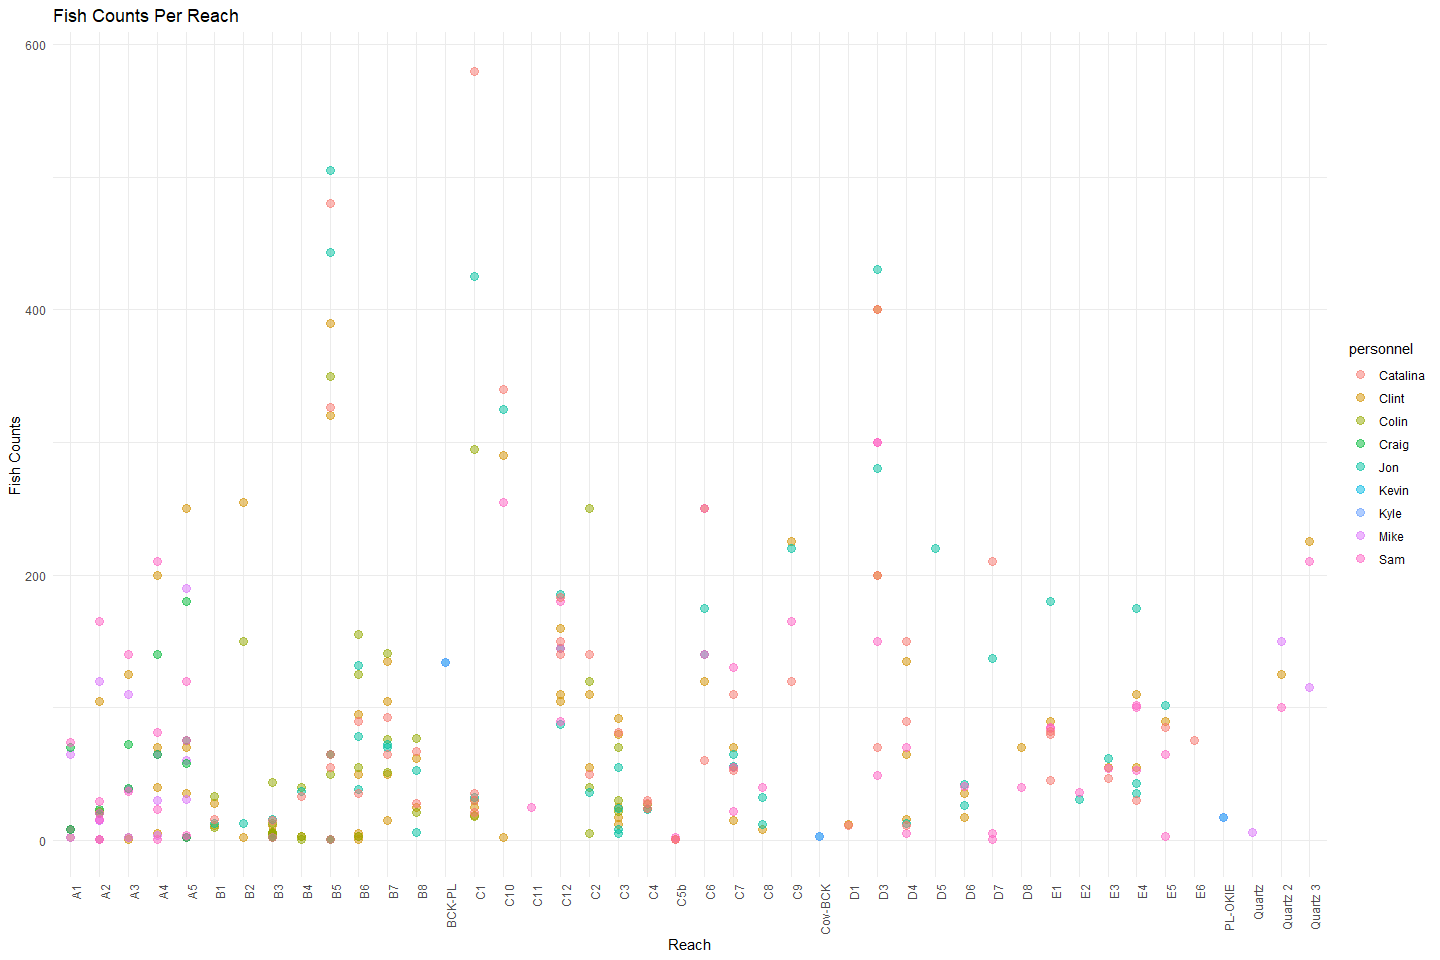 Fish Counts Per Reach
600
400
200
0
Fish Counts
A1
A2
A3
A4
A5
B1
B2
B3
B4
B5
B6
B7
B8
BCK-PL
C1
C10
C11
C12
C2
C3
C4
C5b
C6
C7
C8
C9
Cov-BCK
D1
D3
D4
D5
D6
D7
D8
E1
E2
E3
E4
E5
E6
PL-OKIE
Quartz
Quartz 2
Quartz 3
Reach
personnel
Catalina
Clint
Colin
Craig
Jon
Kevin
Kyle
Mike
Sam